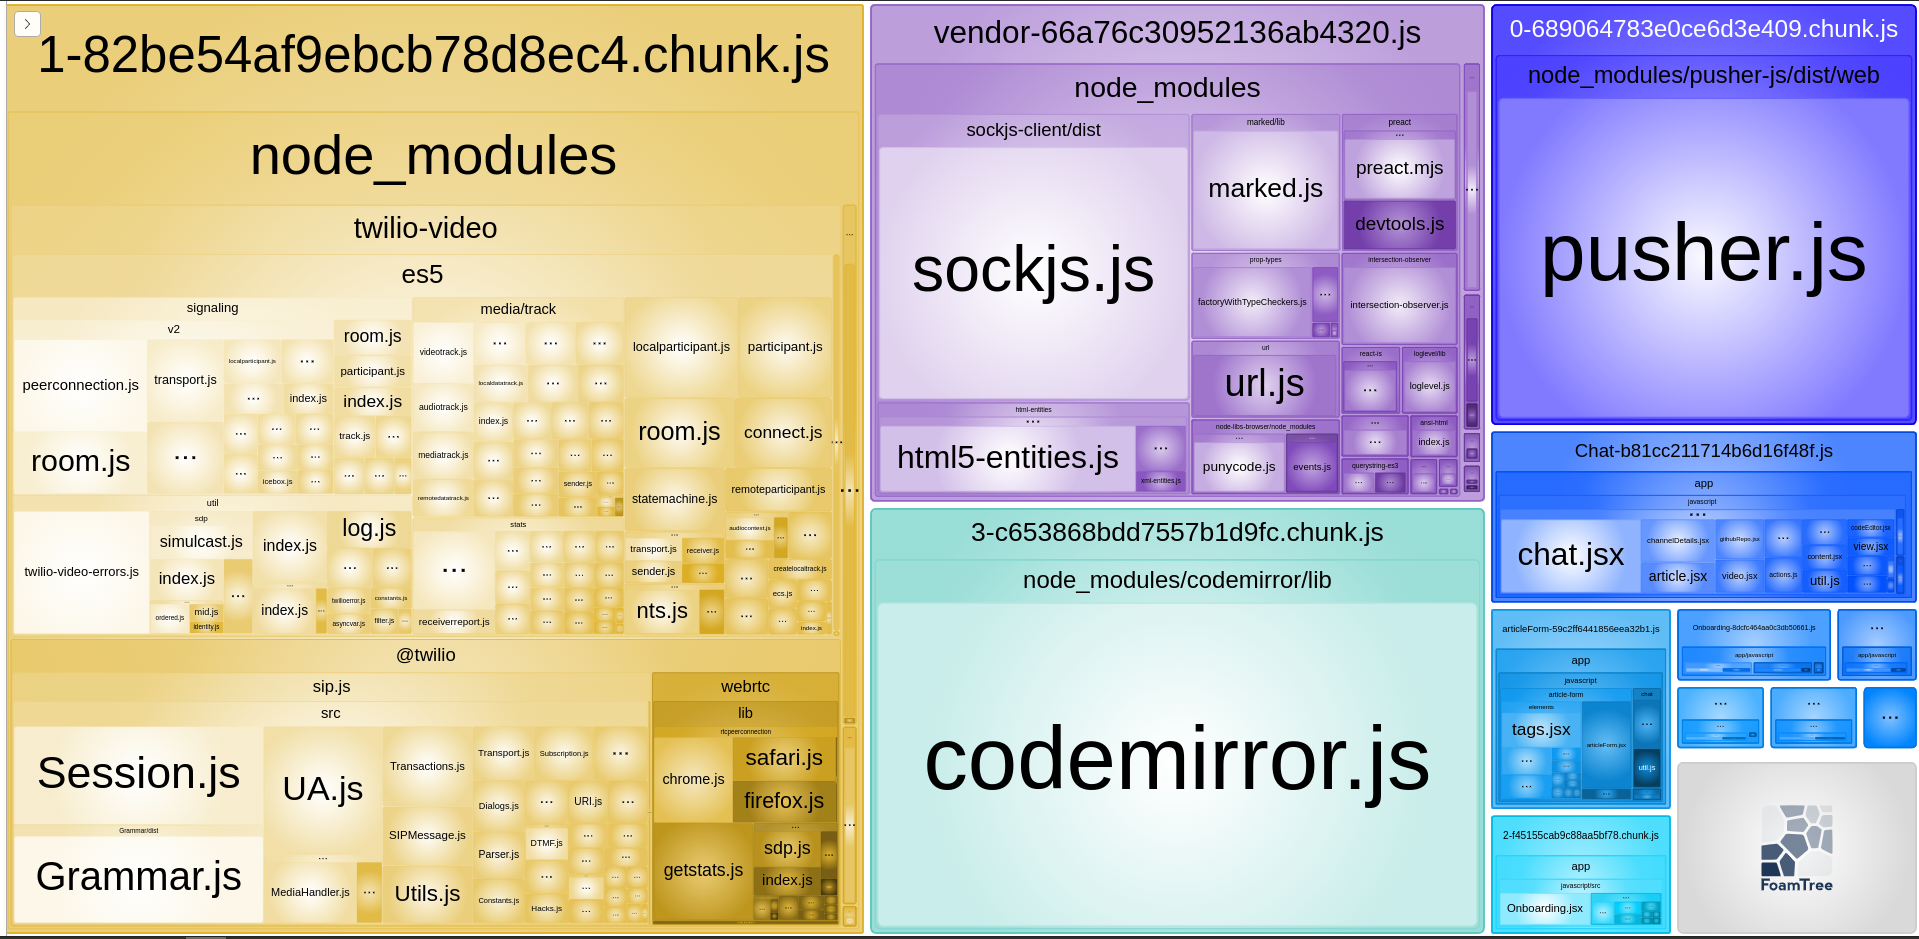 1-82be54af9ebcb78d8ec4.chunk.js
node_modules
twilio-video
es5
signaling
v2
peerconnection.js
transport.js
localparticipant.js
...
...
index.js
room.js
...
room.js
participant.js
index.js
track.js
...
icebox.js
media/track
videotrack.js
...
...
...
localdatatrack.js
...
...
audiotrack.js
index.js
...
...
...
mediatrack.js
...
...
...
...
remotedatatrack.js
...
sender.js
...
localparticipant.js
participant.js
room.js
connect.js
statemachine.js
remoteparticipant.js
util
sdp
twilio-video-errors.js
simulcast.js
index.js
...
ordered.js
mid.js
identity.js
index.js
...
index.js
...
log.js
...
...
twilioerror.js
constants.js
asyncvar.js
filter.js
...
stats
...
receiverreport.js
...
transport.js
receiver.js
sender.js
...
...
nts.js
...
...
audiocontext.js
...
...
...
createlocaltrack.js
...
ecs.js
...
index.js
@twilio
sip.js
src
Session.js
Grammar/dist
Grammar.js
UA.js
...
MediaHandler.js
...
Transactions.js
SIPMessage.js
Utils.js
Transport.js
Subscription.js
...
Dialogs.js
...
URI.js
...
Parser.js
DTMF.js
...
Constants.js
Hacks.js
...
webrtc
lib
rtcpeerconnection
chrome.js
safari.js
firefox.js
getstats.js
...
sdp.js
...
index.js
vendor-66a76c30952136ab4320.js
node_modules
sockjs-client/dist
sockjs.js
html-entities
...
html5-entities.js
...
xml-entities.js
marked/lib
marked.js
preact
...
preact.mjs
devtools.js
prop-types
factoryWithTypeCheckers.js
...
intersection-observer
intersection-observer.js
url
url.js
react-is
...
...
loglevel/lib
loglevel.js
node-libs-browser/node_modules
...
punycode.js
...
events.js
...
...
ansi-html
index.js
querystring-es3
...
...
3-c653868bdd7557b1d9fc.chunk.js
node_modules/codemirror/lib
codemirror.js
0-689064783e0ce6d3e409.chunk.js
node_modules/pusher-js/dist/web
pusher.js
Chat-b81cc211714b6d16f48f.js
app
javascript
...
chat.jsx
channelDetails.jsx
githubRepo.jsx
...
...
codeEditor.jsx
article.jsx
video.jsx
actions.js
content.jsx
util.js
view.jsx
...
...
articleForm-59c2ff6441856eea32b1.js
app
javascript
article-form
elements
tags.jsx
...
...
articleForm.jsx
...
chat
...
util.js
Onboarding-8dcfc464aa0c3db50661.js
app/javascript
...
app/javascript
...
...
...
...
...
2-f45155cab9c88aa5bf78.chunk.js
app
javascript/src
Onboarding.jsx
...
...
FoamTree